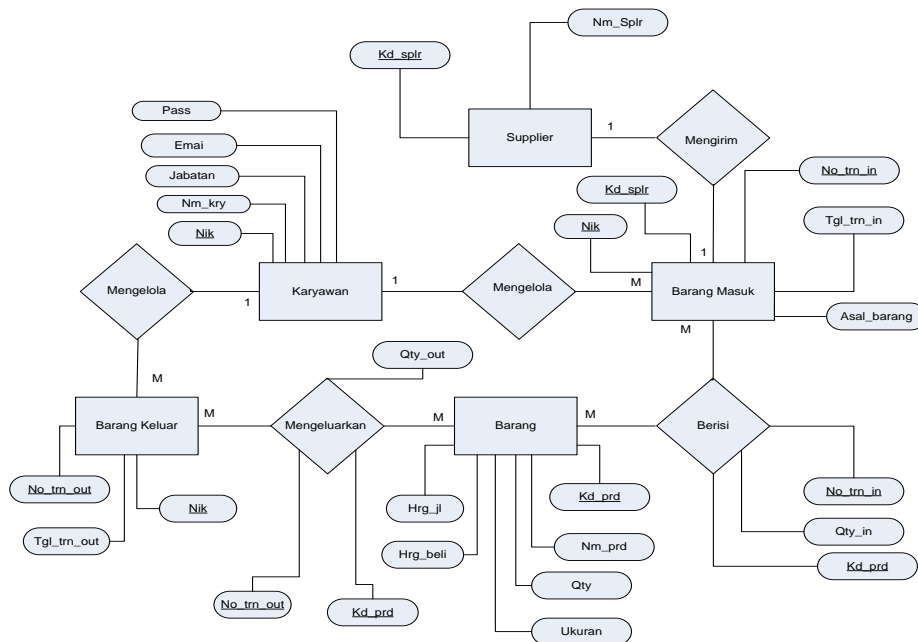 Nm_Splr
Kd_splr
Pass
Supplier
1
Mengirim
Emai
Jabatan
Kd_splr
No_trn_in
Nm_kry
Nik
Nik
Tgl_trn_in
1
Mengelola
1
Karyawan
1
Mengelola
M
Barang Masuk
Asal_barang
M
Qty_out
M
M
Barang Keluar
Mengeluarkan
M
Barang
M
Berisi
No_trn_out
Nik
Hrg_jl
Kd_prd
No_trn_in
Tgl_trn_out
Hrg_beli
Nm_prd
Qty_in
Kd_prd
No_trn_out
Kd_prd
Qty
Ukuran